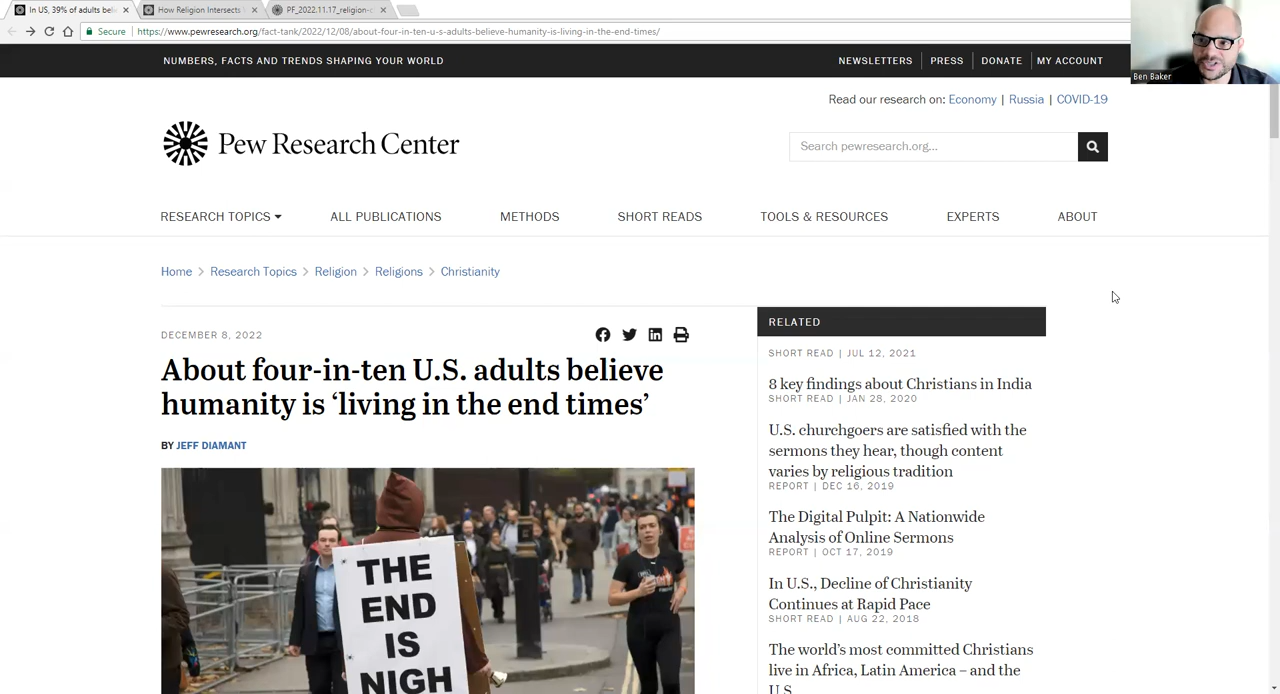 In US, 39% of adults beli
How Religion Intersects
PF_2022.11.17_religion-c
Secure
https://www.pewresearch.org/fact-tank/2022/12/08/about-four-in-ten-u-s-adults-believe-humanity-is-living-in-the-end-times/
Ben Baker
NUMBERS, FACTS AND TRENDS SHAPING YOUR WORLD
NEWSLETTERS | PRESS | DONATE | MY ACCOUNT
Read our research on: Economy | Russia | COVID-19
Pew Research Center
Search pewresearch.org...
RESEARCH TOPICS ALL PUBLICATIONS METHODS SHORT READS TOOLS & RESOURCES EXPERTS ABOUT
Home > Research Topics > Religion > Religions > Christianity
DECEMBER 8, 2022
About four-in-ten U.S. adults believe
humanity is ‘living in the end times’
BY JEFF DIAMANT
THE
END
IS
NIGH
RELATED
SHORT READ | JUL 12, 2021
8 key findings about Christians in India
SHORT READ | JAN 28, 2020
U.S. churchgoers are satisfied with the
sermons they hear, though content
varies by religious tradition
REPORT | DEC 16, 2019
The Digital Pulpit: A Nationwide
Analysis of Online Sermons
REPORT | OCT 17, 2019
In U.S., Decline of Christianity
Continues at Rapid Pace
SHORT READ | AUG 22, 2018
The world’s most committed Christians
live in Africa, Latin America – and the
U.S.